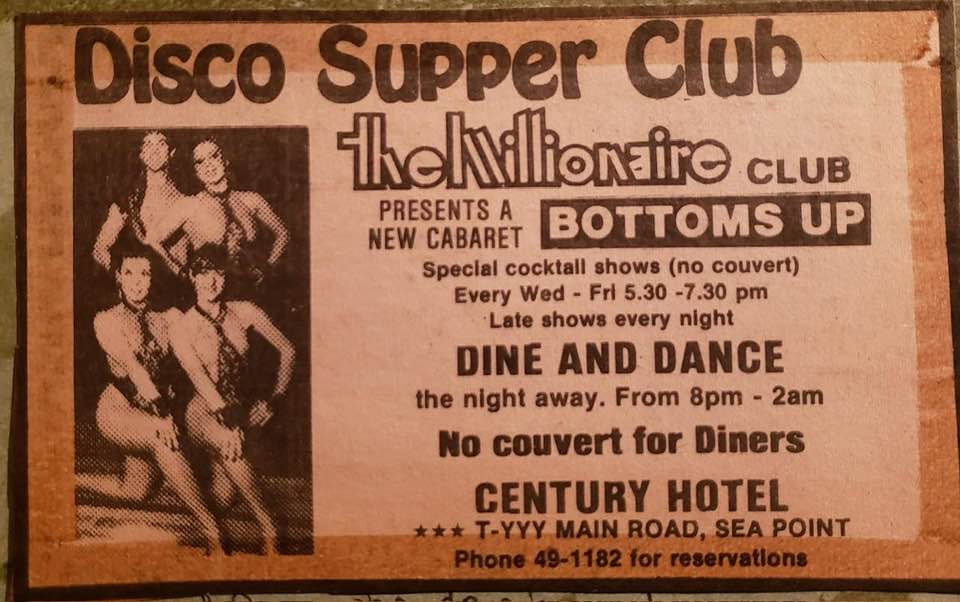 Disco Supper Club
the Millionaire CLUB
PRESENTS A
NEW CABARET
BOTTOMS UP
Special cocktail shows (no couvert)
Every Wed - Fri 5.30 -7.30 pm
Late shows every night
DINE AND DANCE
the night away. From 8pm - 2am
No couvert for Diners
CENTURY HOTEL
★★★ T-YYY MAIN ROAD, SEA POINT
Phone 49-1182 for reservations